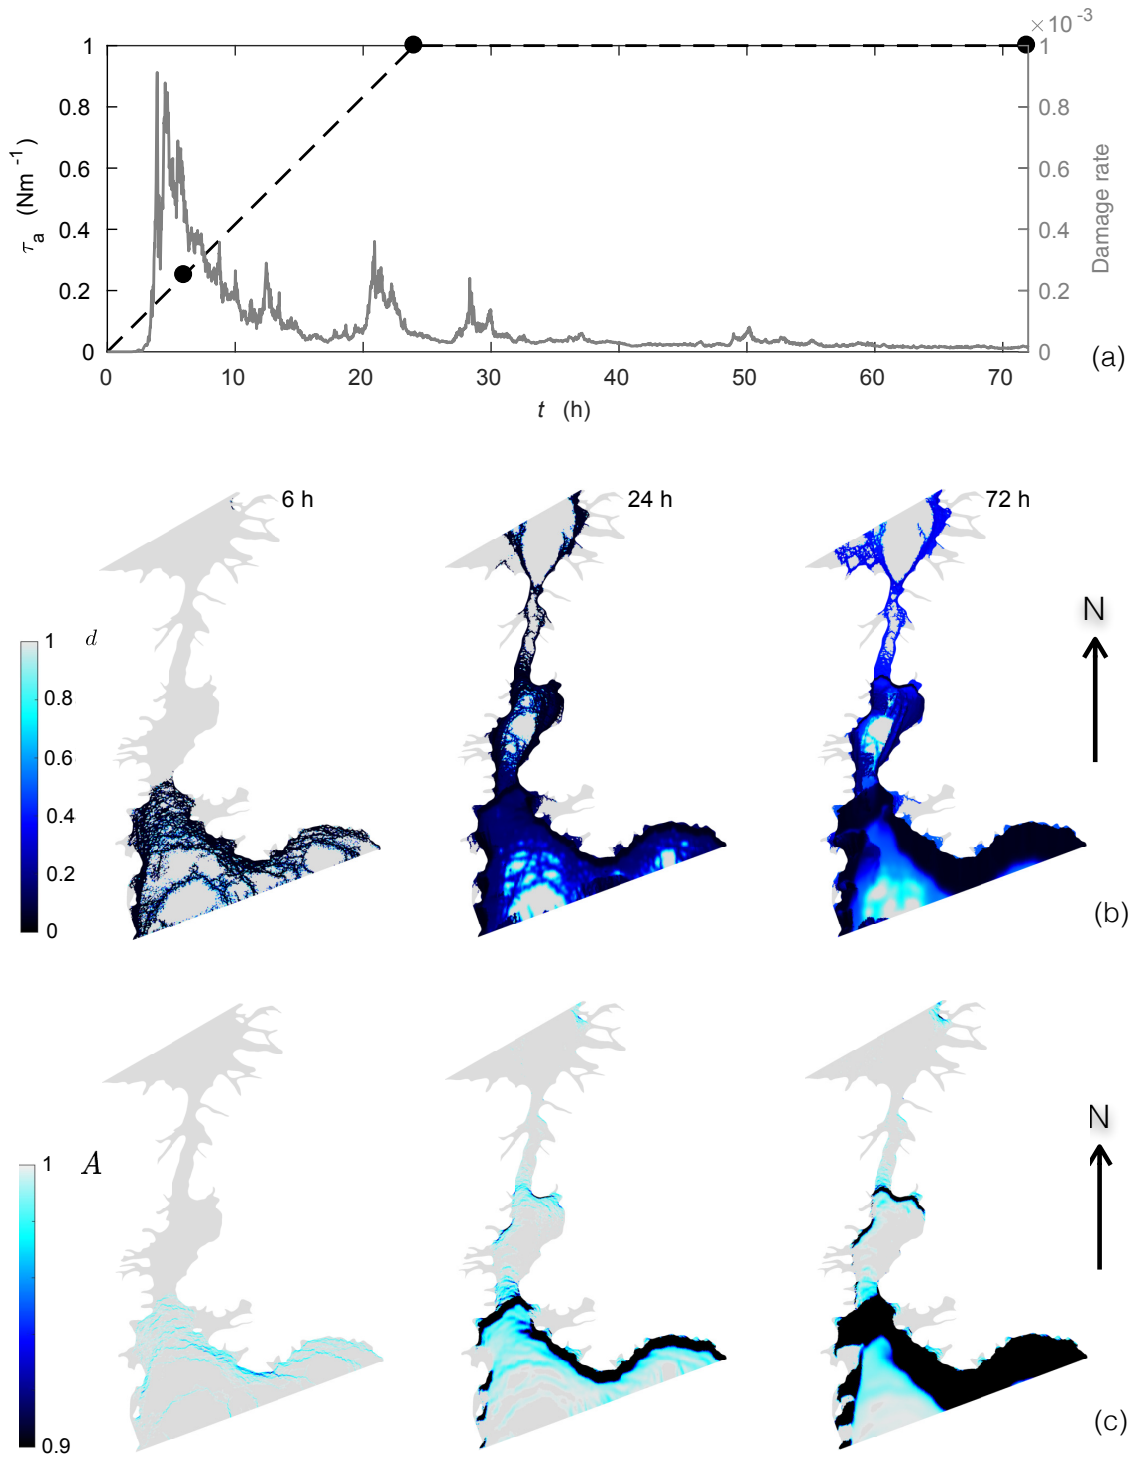 ×10 -3
1 1
0.8 0.8
0.6 0.6
0.4 0.4
0.2 0.2
0 0
τa (Nm -1)
Damage rate
0 10 20 30 40 50 60 70
t (h)
(a)
6 h 24 h 72 h
N
1 d
0.8
0.6
0.4
0.2
0
(b)
N
1 A
0.9
(c)